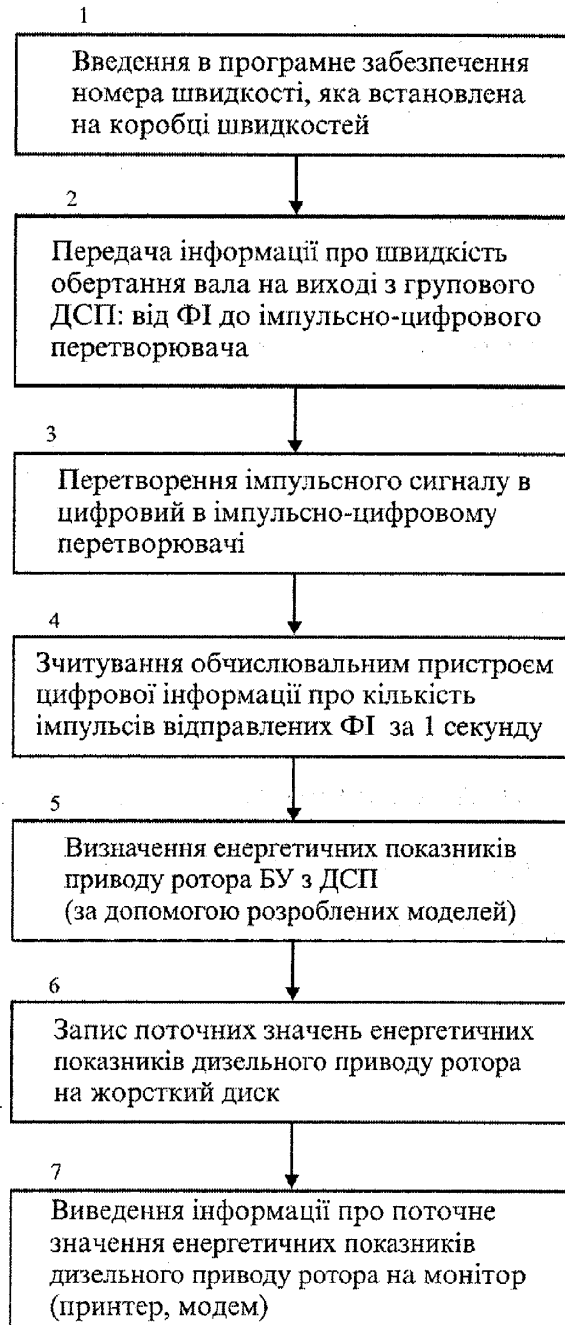 1
Введення в програмне забезпечення
номера швидкості, яка встановлена
на коробці швидкостей
2
Передача інформації про швидкість
обертання вала на виході з групового
ДСП: від ФІ до імпульсно-цифрового
перетворювача
3
Перетворення імпульсного сигналу в
цифровий в імпульсно-цифровому
перетворювачі
4
Зчитування обчислювальним пристроєм
цифрової інформації про кількість
імпульсів відправлених ФІ за 1 секунду
5
Визначення енергетичних показників
приводу ротора БУ з ДСП
(за допомогою розроблених моделей)
6
Запис поточних значень енергетичних
показників дизельного приводу ротора
на жорсткий диск
7
Виведення інформації про поточне
значення енергетичних показників
дизельного приводу ротора на монітор
(принтер, модем)